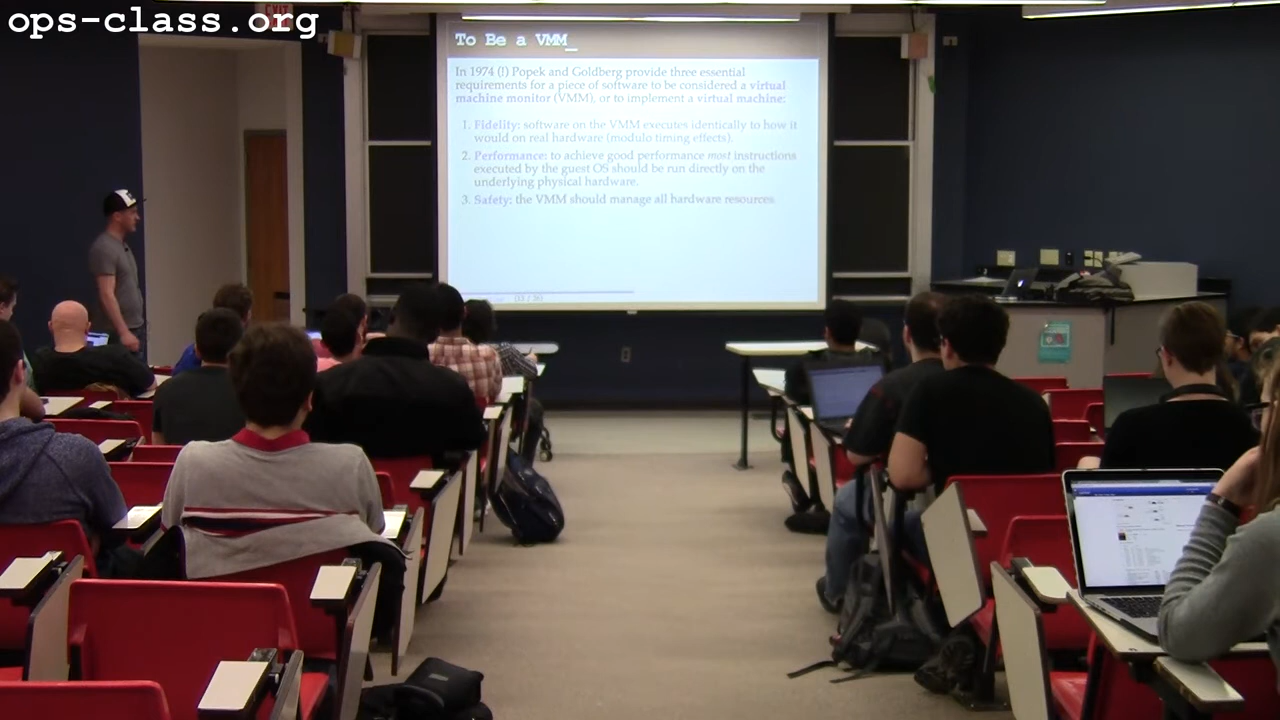 ops-class.org
EXIT
To Be a VMM_
In 1974 (!) Popek and Goldberg provide three essential
requirements for a piece of software to be considered a virtual
machine monitor (VMM), or to implement a virtual machine:
1. Fidelity: software on the VMM executes identically to how it
would on real hardware (modulo timing effects).
2. Performance: to achieve good performance most instructions
executed by the guest OS should be run directly on the
underlying physical hardware.
3. Safety: the VMM should manage all hardware resources.